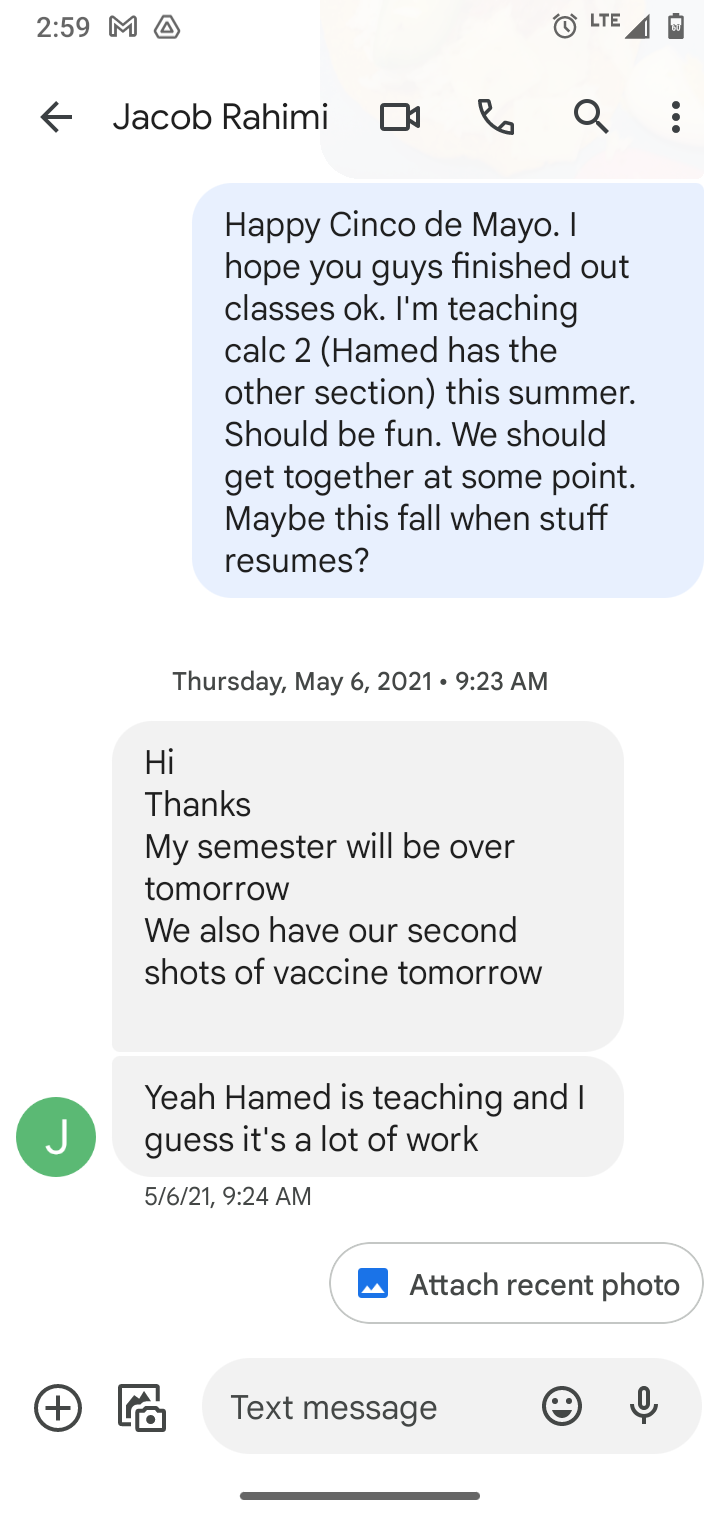 2:59 LTE
Jacob Rahimi
Happy Cinco de Mayo. I
hope you guys finished out
classes ok. I'm teaching
calc 2 (Hamed has the
other section) this summer.
Should be fun. We should
get together at some point.
Maybe this fall when stuff
resumes?
Thursday, May 6, 2021 • 9:23 AM
Hi
Thanks
My semester will be over
tomorrow
We also have our second
shots of vaccine tomorrow
Yeah Hamed is teaching and I
guess it's a lot of work
J
5/6/21, 9:24 AM
Attach recent photo
Text message